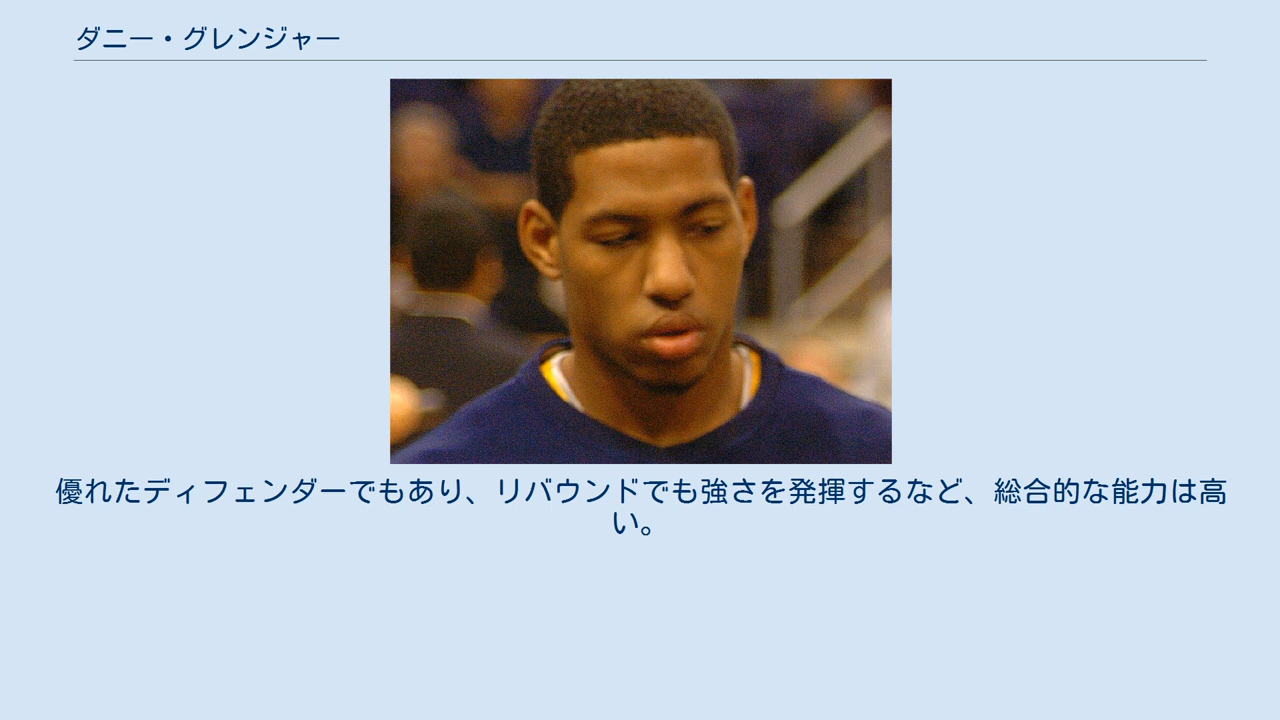 ダニー・グレンジャー
優れたディフェンダーでもあり、リバウンドでも強さを発揮するなど、総合的な能力は高
い。